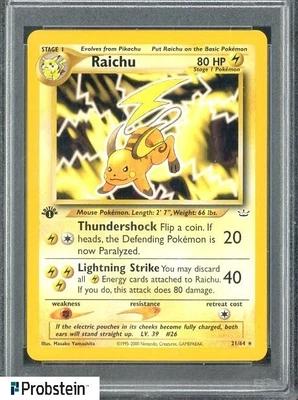 STAGE 1 Evolves from Pikachu Put Raichu on the Basic Pokémon
Raichu 80 HP
Stage 1 Pokémon
Mouse Pokémon. Length: 2' 7", Weight: 66 lbs.
Thundershock Flip a coin. If
heads, the Defending Pokémon is 20
now Paralyzed.
Lightning Strike You may discard
all Energy cards attached to Raichu. 40
If you do, this attack does 80 damage.
weakness resistance retreat cost
If the electric pouches in its cheeks become fully charged, both
ears will stand straight up. LV. 39 #26
Illus. Masako Yamashita ©1995-2000 Nintendo, Creatures, GAMEFREAK. 21/64
Probstein